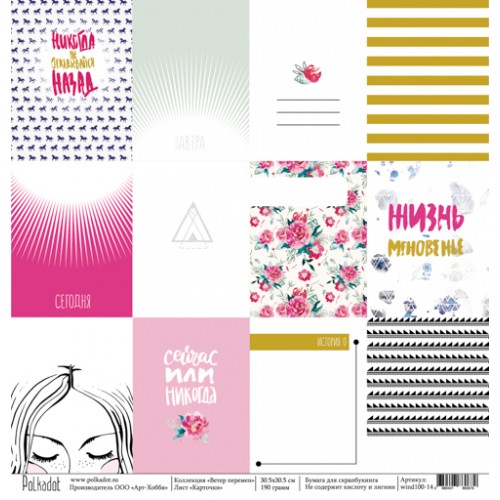 НИКОГДА
НЕ
ОГЛЯДЫВАЙСЯ
НАЗАД
ЗАВТРА
СЕГОДНЯ
ЖИЗНЬ
МГНОВЕНЬЕ
СЕЙЧАС
ИЛИ
НИКОГДА
ИСТОРИЯ О
Polkadot
www.polkadot.ru
Производитель ООО «Арт-Хобби»
Коллекция «Ветер перемен»
Лист «Карточки»
30.5x30.5 см
190 грамм
Бумага для скрапбукинга
Не содержит кислоту и лигнин
Артикул:
wind100-14